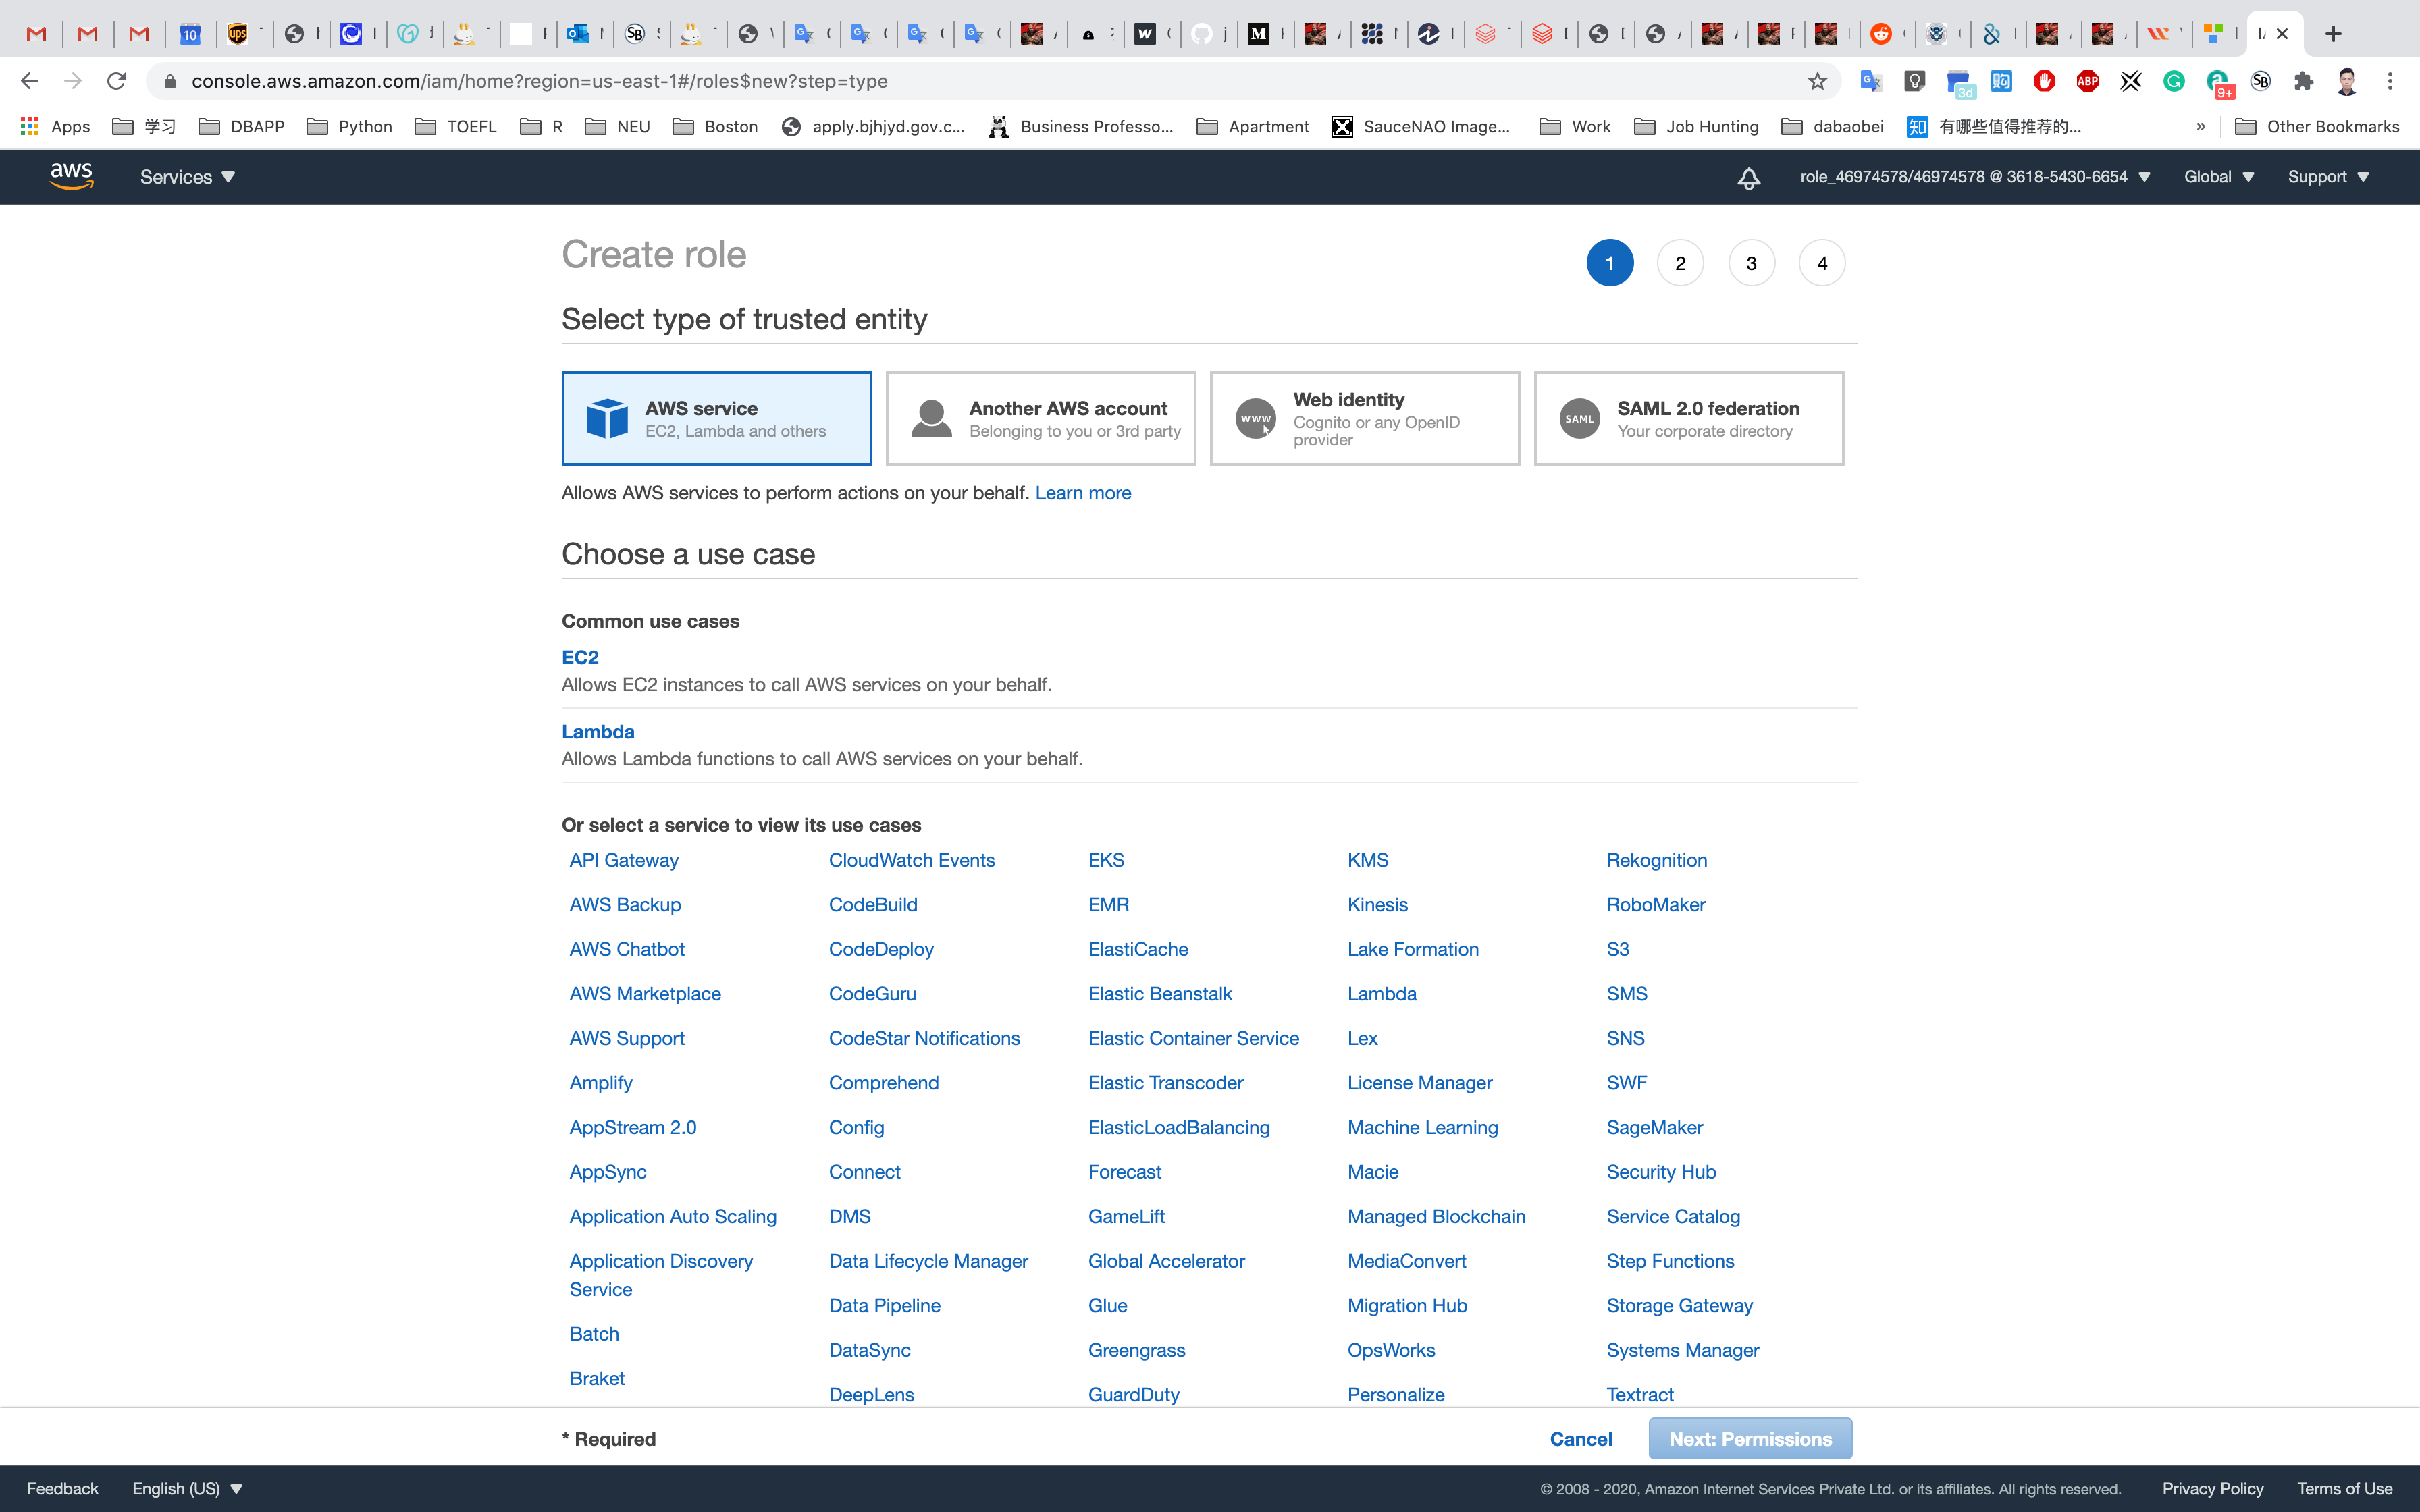 10
ups
console.aws.amazon.com/iam/home?region=us-east-1#/roles$new?step=type
3d
ABP
9+
SB
Apps
学习
DBAPP
Python
TOEFL
R
NEU
Boston
apply.bjhjyd.gov.c...
Business Professo...
Apartment
SauceNAO Image...
Work
Job Hunting
dabaobei
知
有哪些值得推荐的...
»
Other Bookmarks
aws
Services
role_46974578/46974578 @ 3618-5430-6654
Global
Support
Create role
1
2
3
4
Select type of trusted entity
AWS service
EC2, Lambda and others
Another AWS account
Belonging to you or 3rd party
www
Web identity
Cognito or any OpenID
provider
SAML
SAML 2.0 federation
Your corporate directory
Allows AWS services to perform actions on your behalf. Learn more
Choose a use case
Common use cases
EC2
Allows EC2 instances to call AWS services on your behalf.
Lambda
Allows Lambda functions to call AWS services on your behalf.
Or select a service to view its use cases
API Gateway
AWS Backup
AWS Chatbot
AWS Marketplace
AWS Support
Amplify
AppStream 2.0
AppSync
Application Auto Scaling
Application Discovery
Service
Batch
Braket
CloudWatch Events
CodeBuild
CodeDeploy
CodeGuru
CodeStar Notifications
Comprehend
Config
Connect
DMS
Data Lifecycle Manager
Data Pipeline
DataSync
DeepLens
EKS
EMR
ElastiCache
Elastic Beanstalk
Elastic Container Service
Elastic Transcoder
ElasticLoadBalancing
Forecast
GameLift
Global Accelerator
Glue
Greengrass
GuardDuty
KMS
Kinesis
Lake Formation
Lambda
Lex
License Manager
Machine Learning
Macie
Managed Blockchain
MediaConvert
Migration Hub
OpsWorks
Personalize
Rekognition
RoboMaker
S3
SMS
SNS
SWF
SageMaker
Security Hub
Service Catalog
Step Functions
Storage Gateway
Systems Manager
Textract
* Required
Cancel
Next: Permissions
Feedback
English (US)
© 2008 - 2020, Amazon Internet Services Private Ltd. or its affiliates. All rights reserved.
Privacy Policy
Terms of Use